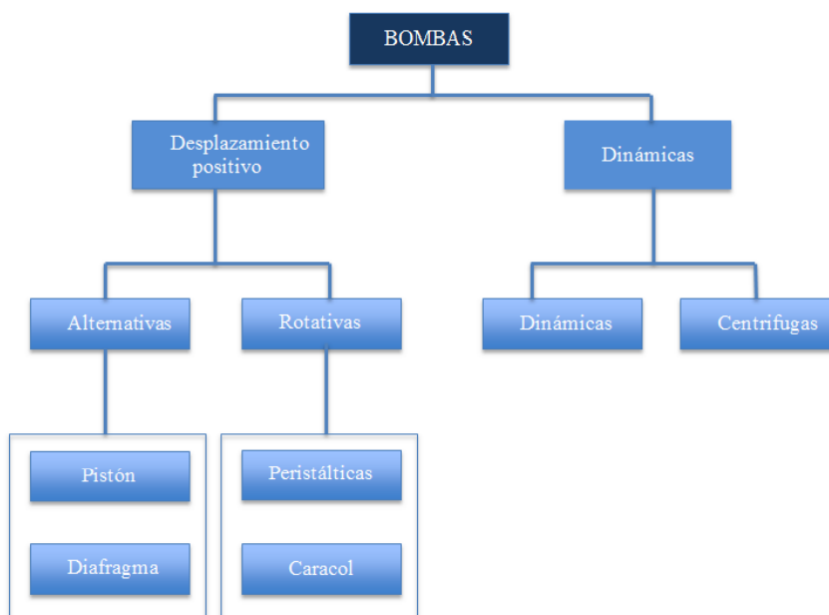 BOMBAS
Desplazamiento
positivo
Dinámicas
Alternativas
Rotativas
Dinámicas
Centrifugas
Pistón
Peristálticas
Diafragma
Caracol